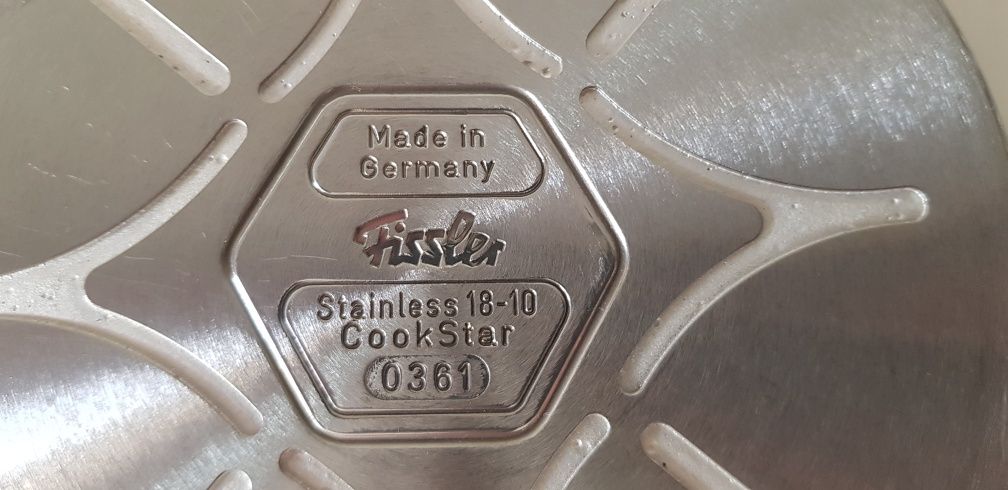 Made in
Germany
Fissler
Stainless 18-10
CookStar
0361